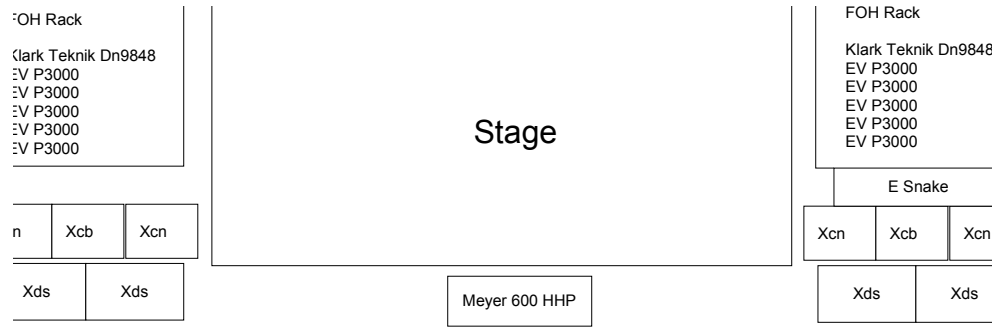 FOH Rack
Klark Teknik Dn9848
EV P3000
EV P3000
EV P3000
EV P3000
EV P3000
Stage
FOH Rack
Klark Teknik Dn9848
EV P3000
EV P3000
EV P3000
EV P3000
EV P3000
E Snake
n Xcb Xcn
Xcn Xcb Xcn
Xds Xds
Meyer 600 HHP
Xds Xds